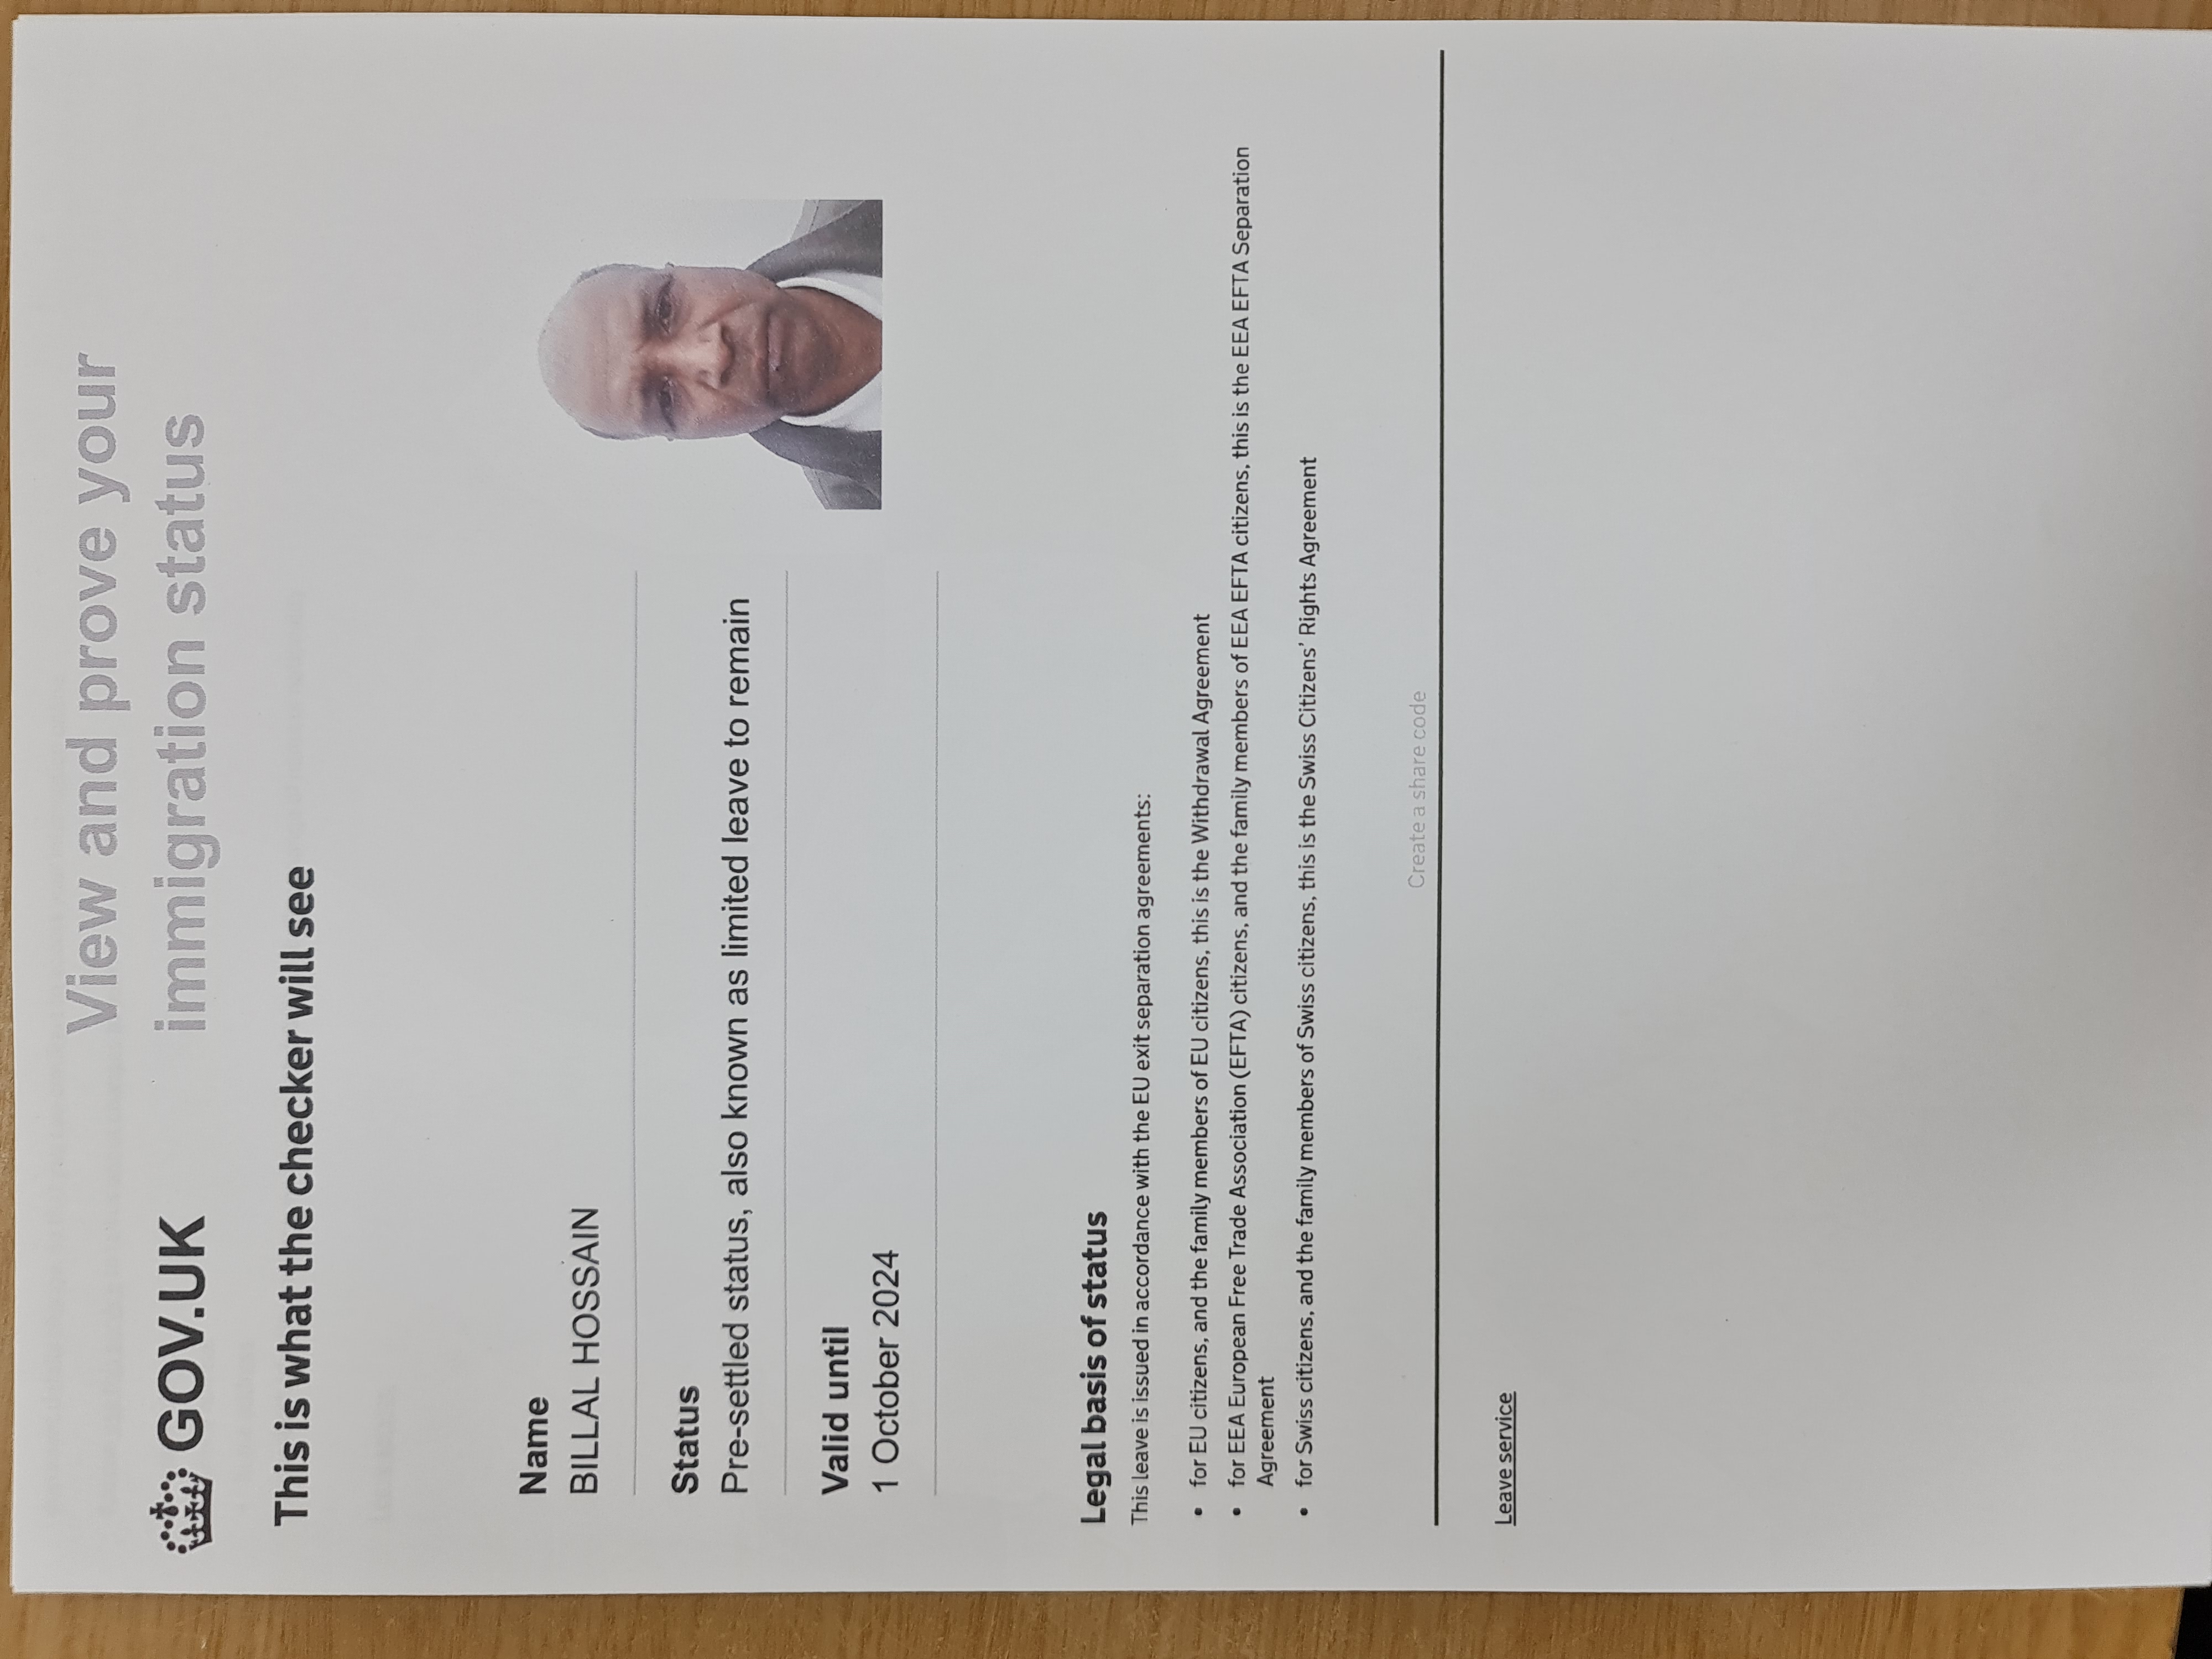 View and prove your
immigration status
GOV.UK
This is what the checker will see
Name
BILLAL HOSSAIN
Status
Pre-settled status, also known as limited leave to remain
Valid until
1 October 2024
Legal basis of status
This leave is issued in accordance with the EU exit separation agreements:
• for EU citizens, and the family members of EU citizens, this is the Withdrawal Agreement
• for EEA European Free Trade Association (EFTA) citizens, and the family members of EEA EFTA citizens, this is the EEA EFTA Separation
Agreement
• for Swiss citizens, and the family members of Swiss citizens, this is the Swiss Citizens’ Rights Agreement
Create a share code
Leave service